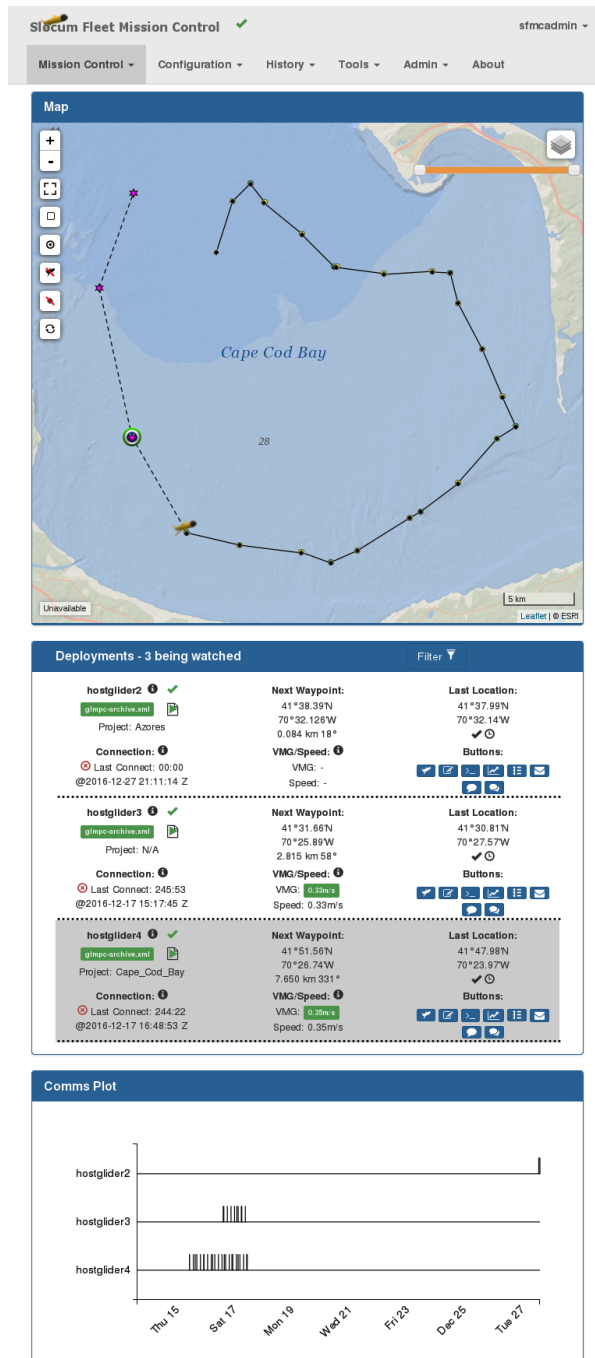 Slocum Fleet Mission Control
sfmcadmin
Mission Control
Configuration
History
Tools
Admin
About
Map
+
-
Cape Cod Bay
28
5 km
Unavailable
Leaflet | © ESRI
Deployments - 3 being watched
Filter
hostglider2
Next Waypoint:
Last Location:
glmpc-archive.xml
41°38.39'N
41°37.99'N
70°32.126'W
70°32.14'W
Project: Azores
0.084 km 18°
Connection:
VMG/Speed:
Buttons:
Last Connect: 00:00
VMG: -
@2016-12-27 21:11:14 Z
Speed: -
hostglider3
Next Waypoint:
Last Location:
glmpc-archive.xml
41°31.66'N
41°30.81'N
70°25.89'W
70°27.57'W
Project: N/A
2.815 km 58°
Connection:
VMG/Speed:
Buttons:
Last Connect: 245:53
VMG: 0.33m/s
@2016-12-17 15:17:45 Z
Speed: 0.33m/s
hostglider4
Next Waypoint:
Last Location:
glmpc-archive.xml
41°51.56'N
41°47.98'N
70°26.74'W
70°23.97'W
Project: Cape_Cod_Bay
7.650 km 331°
Connection:
VMG/Speed:
Buttons:
Last Connect: 244:22
VMG: 0.35m/s
@2016-12-17 16:48:53 Z
Speed: 0.35m/s
Comms Plot
hostglider2
hostglider3
hostglider4
Thu 15
Sat 17
Mon 19
Wed 21
Fri 23
Dec 25
Tue 27